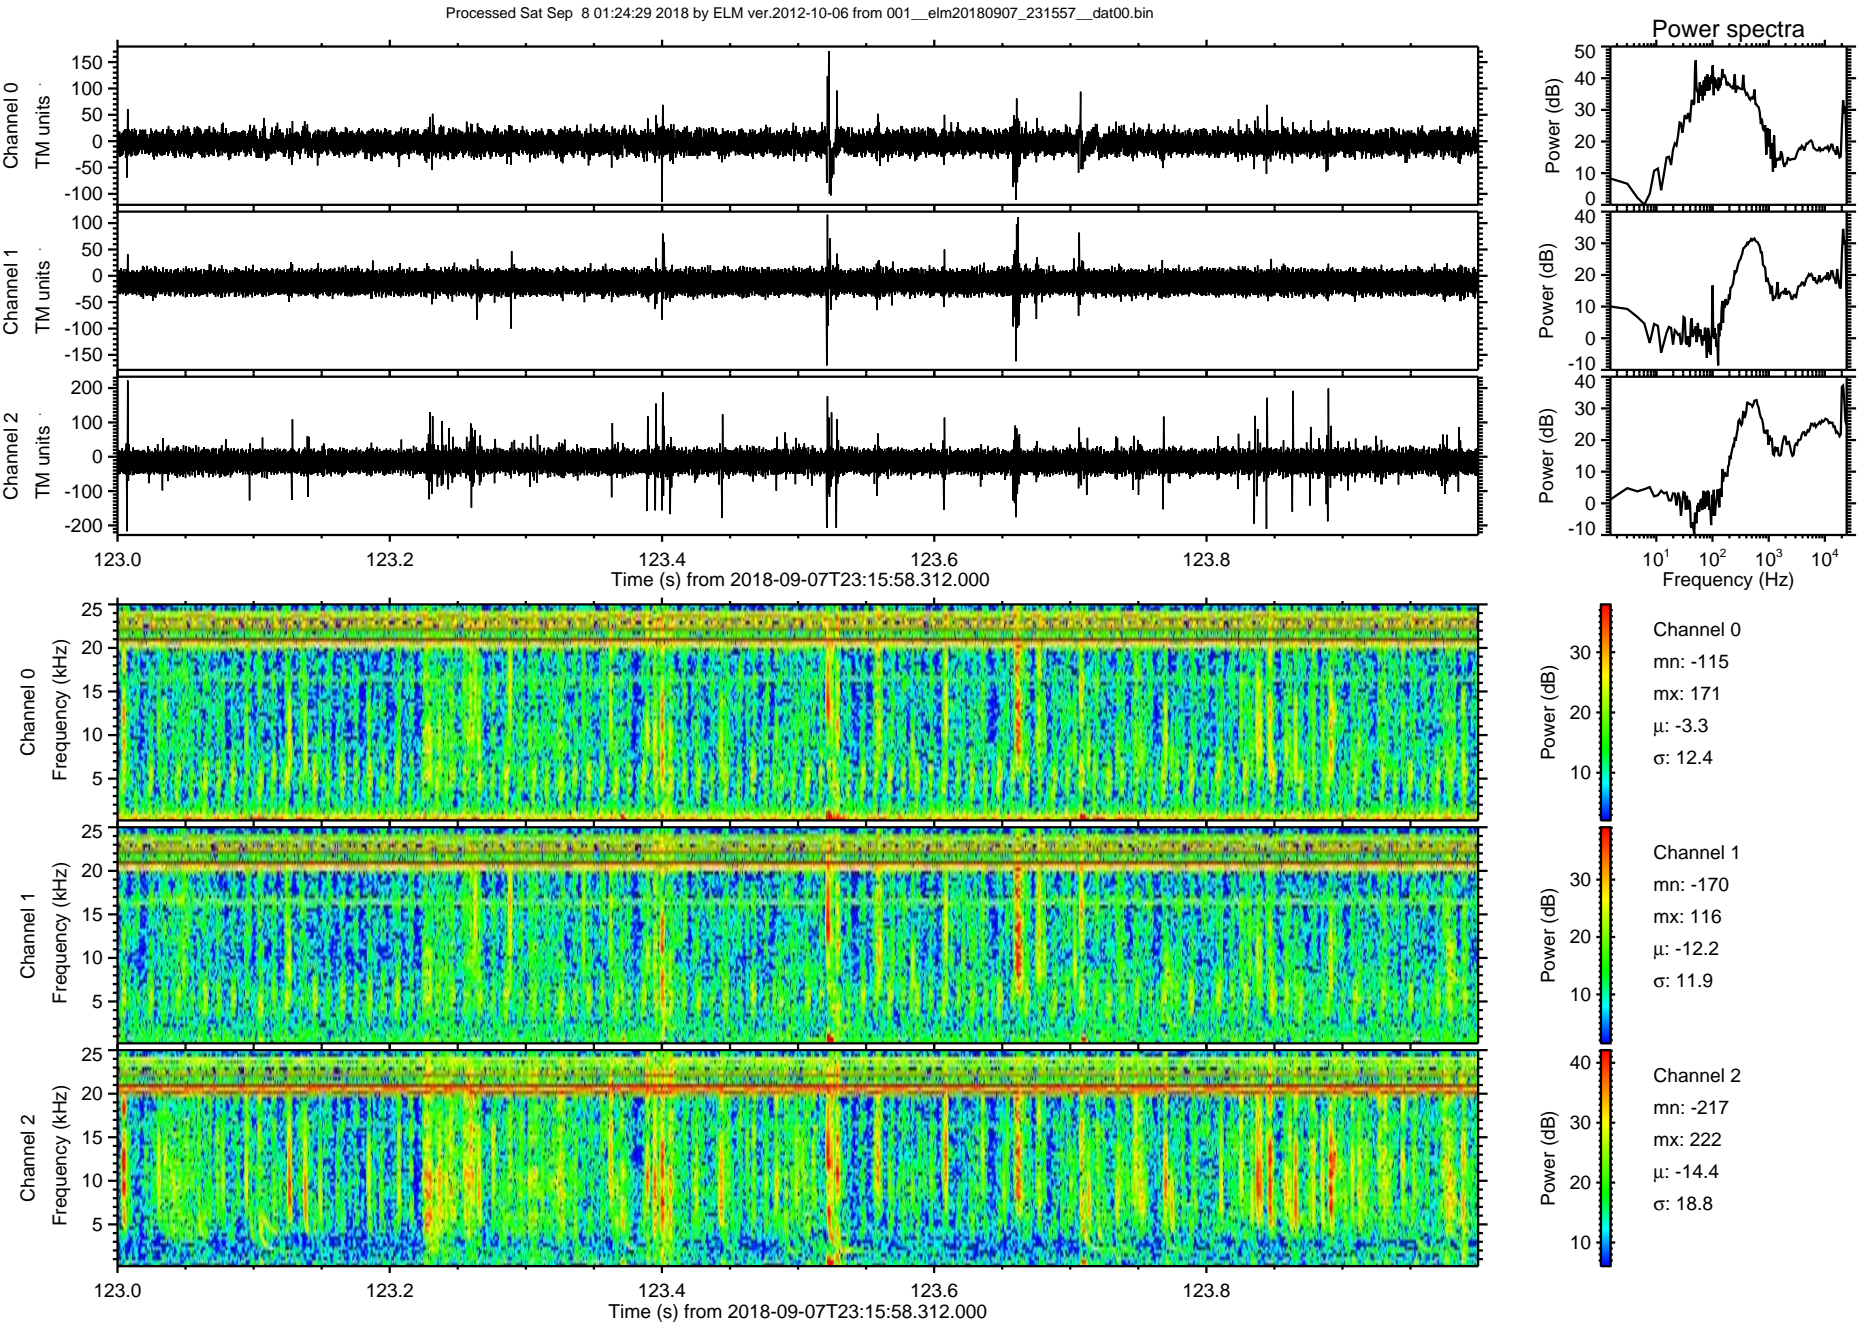 Processed Sat Sep  8 01:24:29 2018 by ELM ver.2012-10-06 from 001__elm20180907_231557__dat00.bin
Power spectra
Channel 0
TM units
150
100
50
0
-50
-100
Power (dB)
50
40
30
20
10
0
Channel 1
TM units
100
50
0
-50
-100
-150
Power (dB)
40
30
20
10
0
-10
Channel 2
TM units
200
100
0
-100
-200
Power (dB)
40
30
20
10
0
-10
123.0 123.2 123.4 123.6 123.8
Time (s) from 2018-09-07T23:15:58.312.000
10^1 10^2 10^3 10^4
Frequency (Hz)
Channel 0
Frequency (kHz)
25
20
15
10
5
Power (dB)
30
20
10
Channel 0
mn: -115
mx: 171
μ: -3.3
σ: 12.4
Channel 1
Frequency (kHz)
25
20
15
10
5
Power (dB)
30
20
10
Channel 1
mn: -170
mx: 116
μ: -12.2
σ: 11.9
Channel 2
Frequency (kHz)
25
20
15
10
5
Power (dB)
40
30
20
10
Channel 2
mn: -217
mx: 222
μ: -14.4
σ: 18.8
123.0 123.2 123.4 123.6 123.8
Time (s) from 2018-09-07T23:15:58.312.000